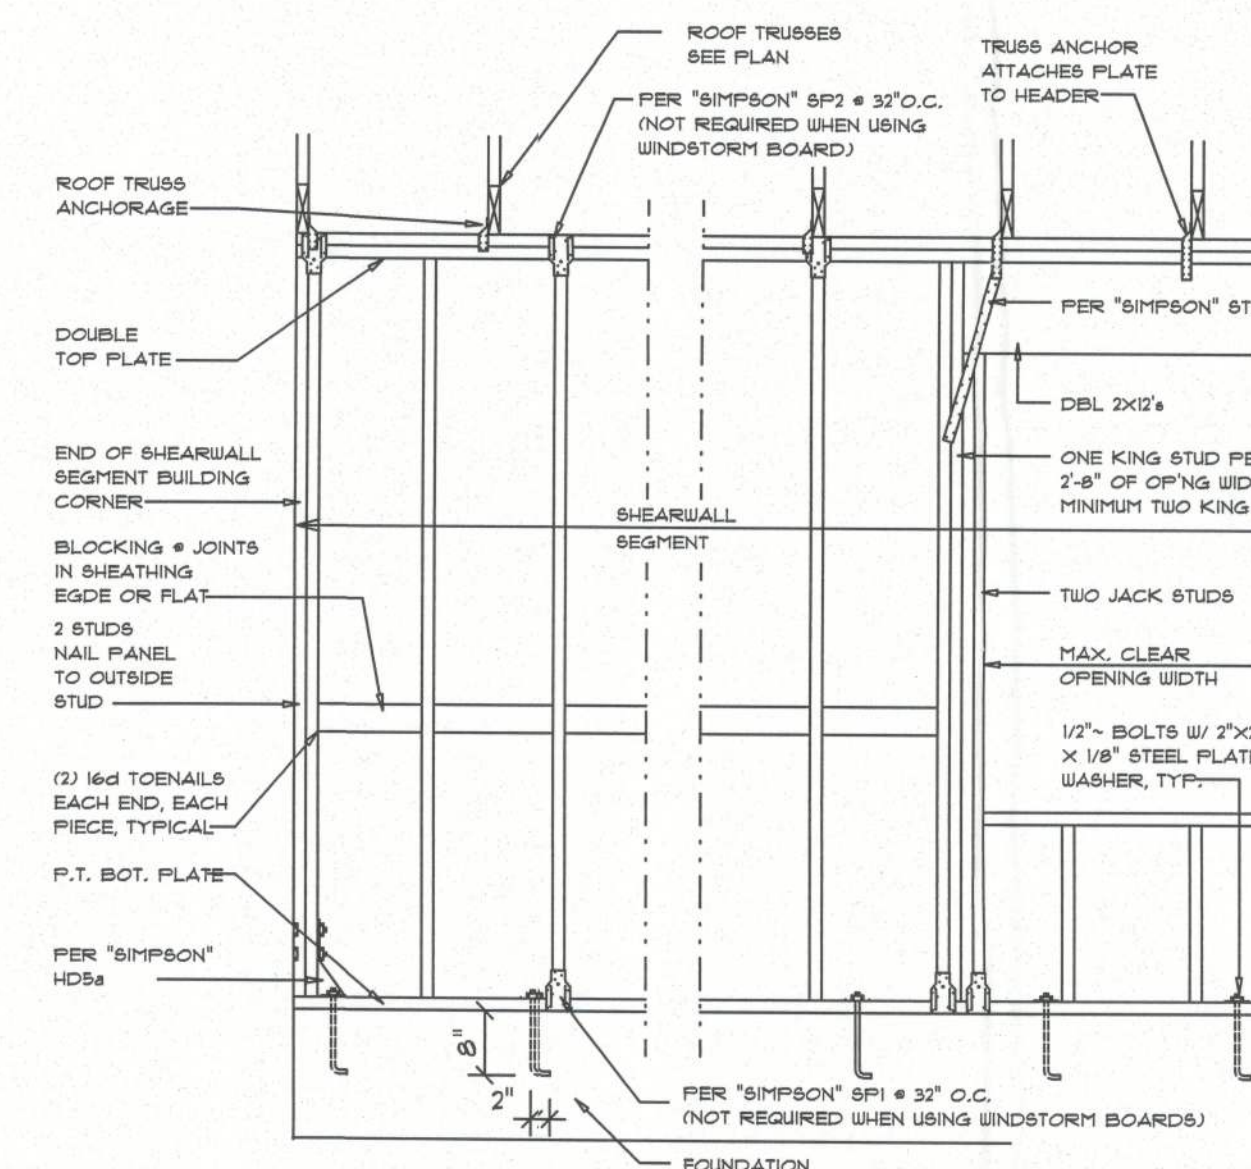 ROOF TRUSSES
SEE PLAN
TRUSS ANCHOR
ATTACHES PLATE
TO HEADER
PER "SIMPSON" SP2 @ 32"O.C.
(NOT REQUIRED WHEN USING
WINDSTORM BOARD)
ROOF TRUSS
ANCHORAGE
PER "SIMPSON" ST
DOUBLE
TOP PLATE
DBL 2X12's
END OF SHEARWALL
SEGMENT BUILDING
CORNER
ONE KING STUD PE
2'-8" OF OP'NG WID
MINIMUM TWO KING
SHEARWALL
SEGMENT
BLOCKING @ JOINTS
IN SHEATHING
EGDE OR FLAT
TWO JACK STUDS
2 STUDS
NAIL PANEL
TO OUTSIDE
STUD
MAX. CLEAR
OPENING WIDTH
1/2"~ BOLTS W/ 2"X2
X 1/8" STEEL PLATE
WASHER, TYP.
(2) 16d TOENAILS
EACH END, EACH
PIECE, TYPICAL
P.T. BOT. PLATE
PER "SIMPSON"
HD5a
8"
2"
PER "SIMPSON" SP1 @ 32" O.C.
(NOT REQUIRED WHEN USING WINDSTORM BOARDS)
FOUNDATION